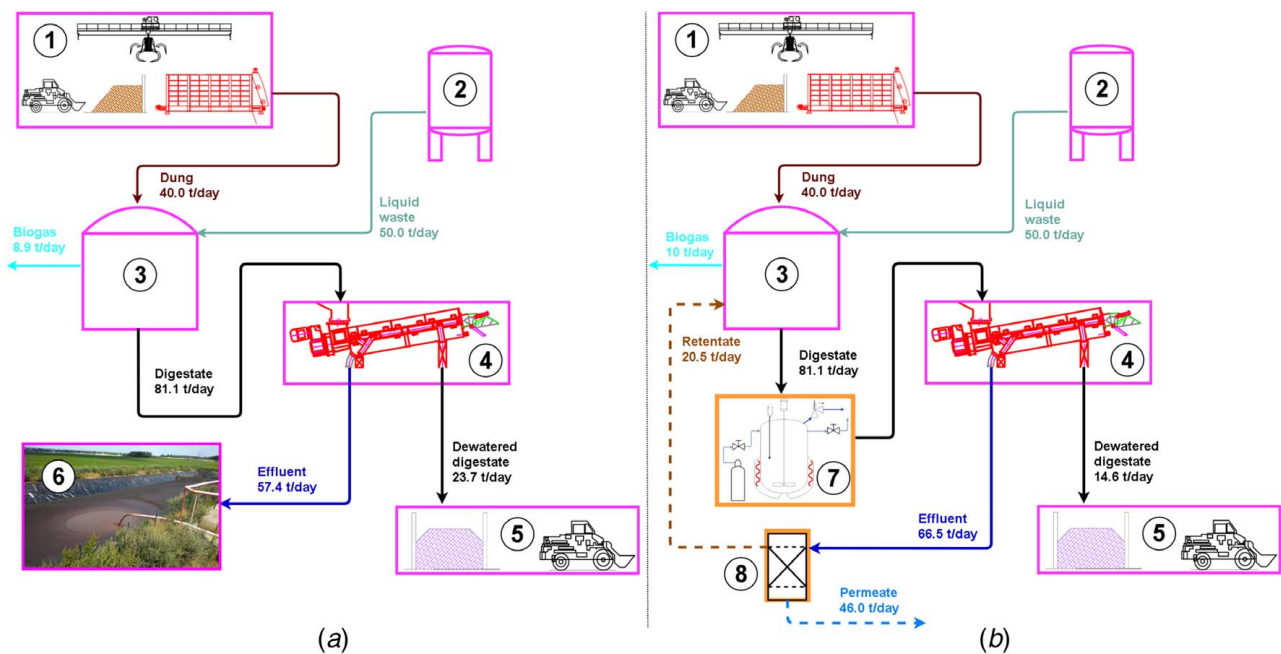 1
2
Dung
40.0 t/day
Liquid
waste
50.0 t/day
Biogas
8.9 t/day
3
Digestate
81.1 t/day
4
Effluent
57.4 t/day
Dewatered
digestate
23.7 t/day
6
5
(a)
1
2
Dung
40.0 t/day
Liquid
waste
50.0 t/day
Biogas
10 t/day
3
Retentate
20.5 t/day
Digestate
81.1 t/day
4
7
Dewatered
digestate
14.6 t/day
Effluent
66.5 t/day
5
8
Permeate
46.0 t/day
(b)